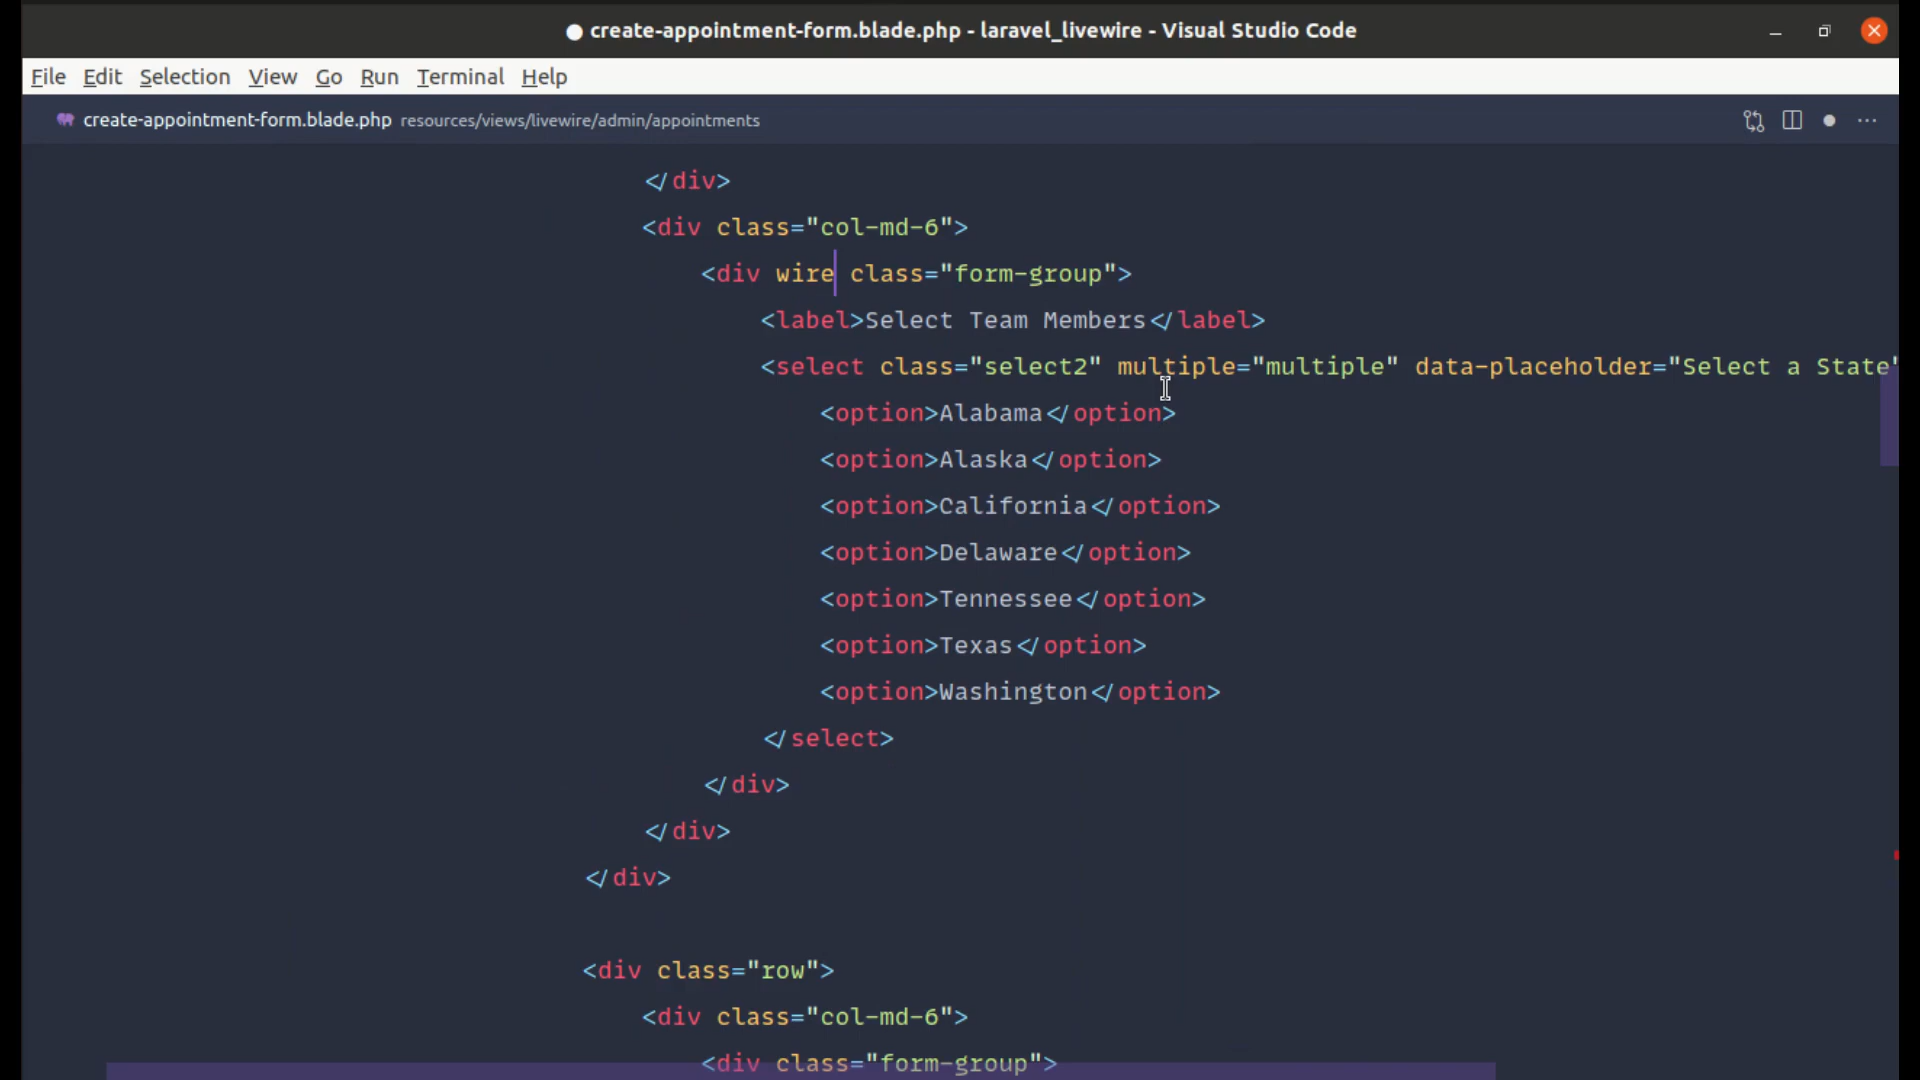 create-appointment-form.blade.php - laravel_livewire - Visual Studio Code
File Edit Selection View Go Run Terminal Help
create-appointment-form.blade.php resources/views/livewire/admin/appointments
</div>
<div class="col-md-6">
<div wire class="form-group">
<label>Select Team Members</label>
<select class="select2" multiple="multiple" data-placeholder="Select a State"
<option>Alabama</option>
<option>Alaska</option>
<option>California</option>
<option>Delaware</option>
<option>Tennessee</option>
<option>Texas</option>
<option>Washington</option>
</select>
</div>
</div>
</div>
<div class="row">
<div class="col-md-6">
<div class="form-group">